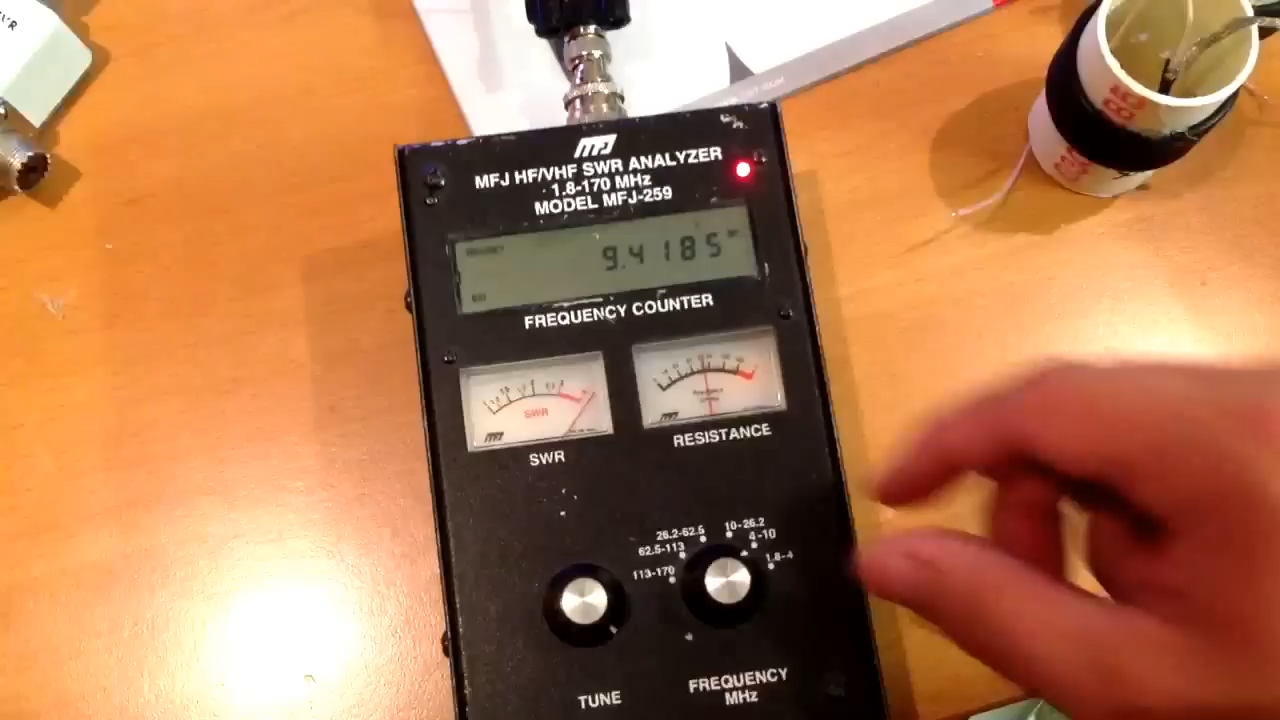 MFJ
MFJ HF/VHF SWR ANALYZER
1.8-170 MHz
MODEL MFJ-259
9.4185
FREQUENCY COUNTER
SWR
MFJ
MFJ
SWR
RESISTANCE
26.2-62.5
10-26.2
62.5-113
4-10
113-170
1.8-4
TUNE
FREQUENCY
MHz